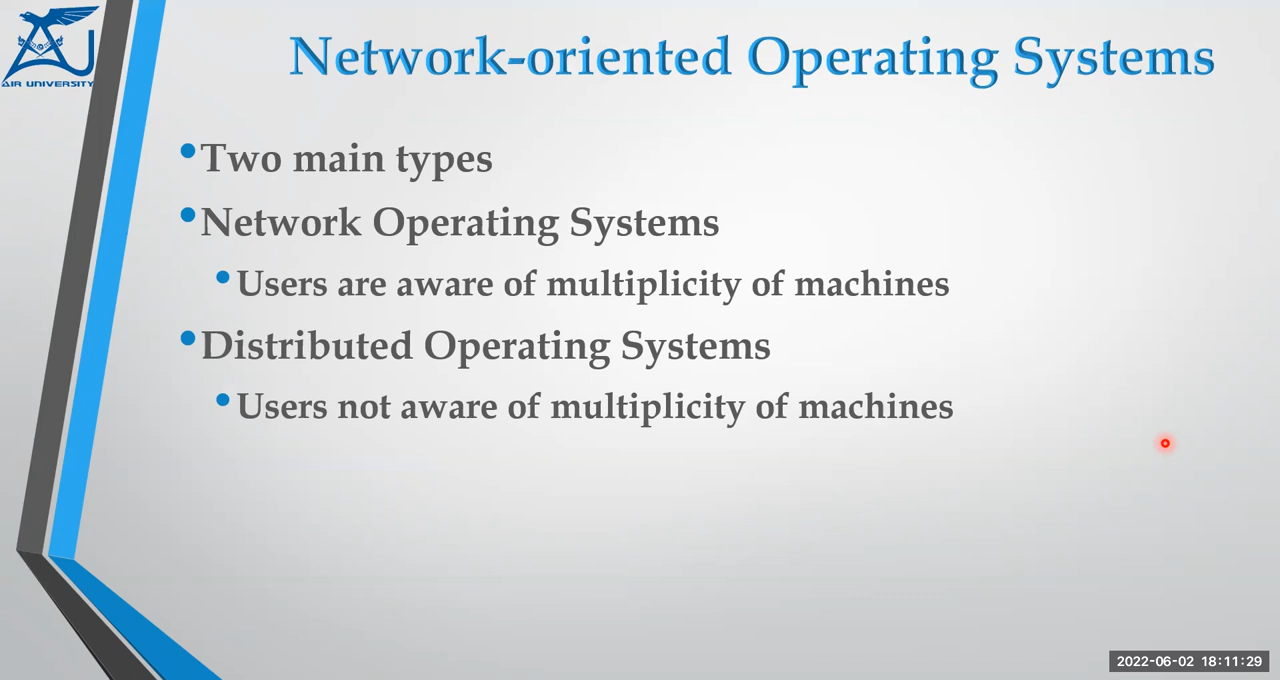 AIR UNIVERSITY
Network-oriented Operating Systems
•Two main types
•Network Operating Systems
•Users are aware of multiplicity of machines
•Distributed Operating Systems
•Users not aware of multiplicity of machines
2022-06-02 18:11:29